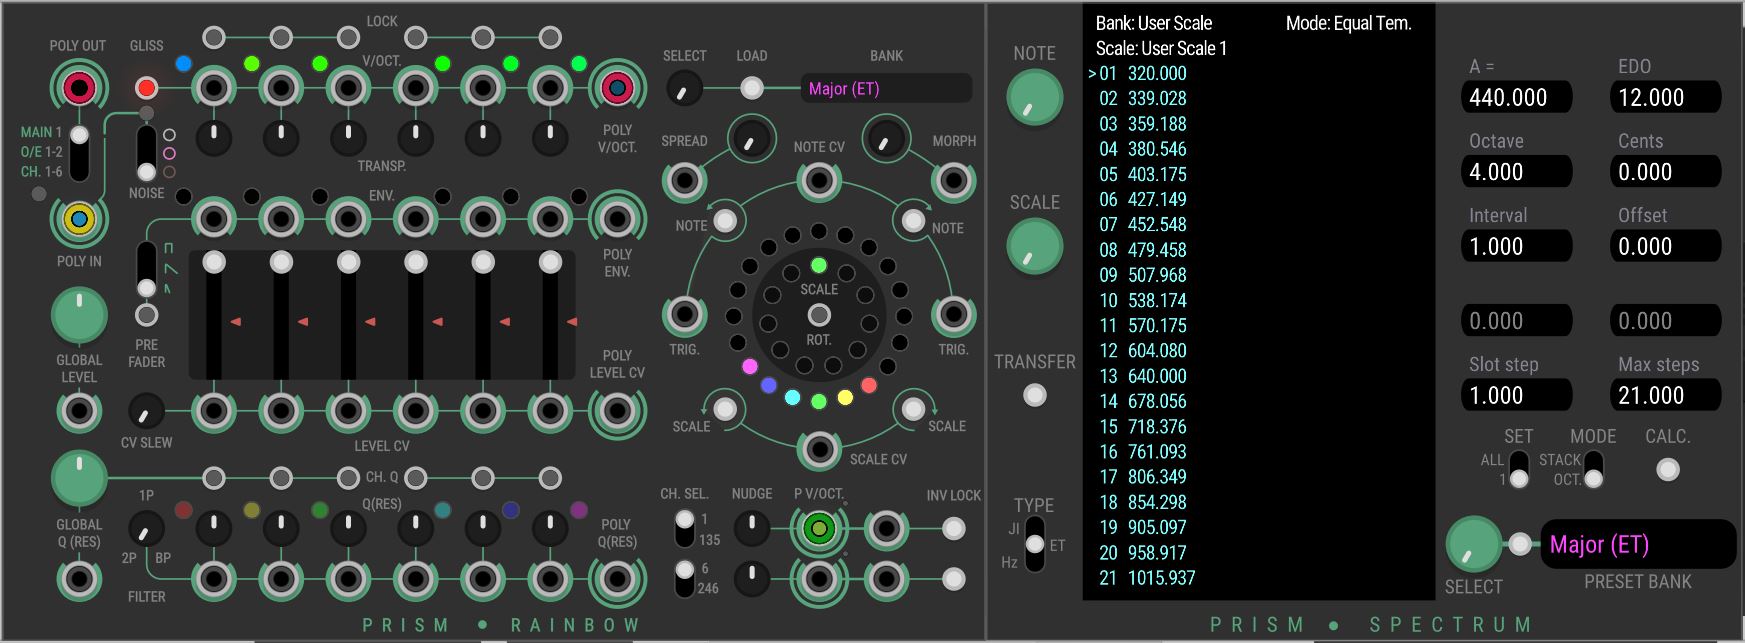 LOCK
POLY OUT
GLISS
V/OCT.
MAIN 1
O/E 1-2
CH. 1-6
NOISE
TRANSP.
POLY
V/OCT.
ENV.
POLY IN
POLY
ENV.
GLOBAL
LEVEL
PRE
FADER
POLY
LEVEL CV
CV SLEW
LEVEL CV
CH. Q
1P
Q(RES)
GLOBAL
Q (RES)
2P BP
FILTER
POLY
Q(RES)
SELECT
LOAD
BANK
Major (ET)
SPREAD
NOTE CV
MORPH
NOTE
NOTE
SCALE
ROT.
TRIG.
TRIG.
SCALE
SCALE
SCALE CV
CH. SEL.
NUDGE
P V/OCT.
INV LOCK
1
135
6
246
PRISM • RAINBOW
NOTE
SCALE
TRANSFER
TYPE
JI
ET
Hz
Bank: User Scale Mode: Equal Tem.
Scale: User Scale 1
>01 320.000
02 339.028
03 359.188
04 380.546
05 403.175
06 427.149
07 452.548
08 479.458
09 507.968
10 538.174
11 570.175
12 604.080
13 640.000
14 678.056
15 718.376
16 761.093
17 806.349
18 854.298
19 905.097
20 958.917
21 1015.937
A = EDO
440.000 12.000
Octave Cents
4.000 0.000
Interval Offset
1.000 0.000
0.000 0.000
Slot step Max steps
1.000 21.000
SET MODE CALC.
ALL STACK
1 OCT.
Major (ET)
SELECT PRESET BANK
PRISM • SPECTRUM